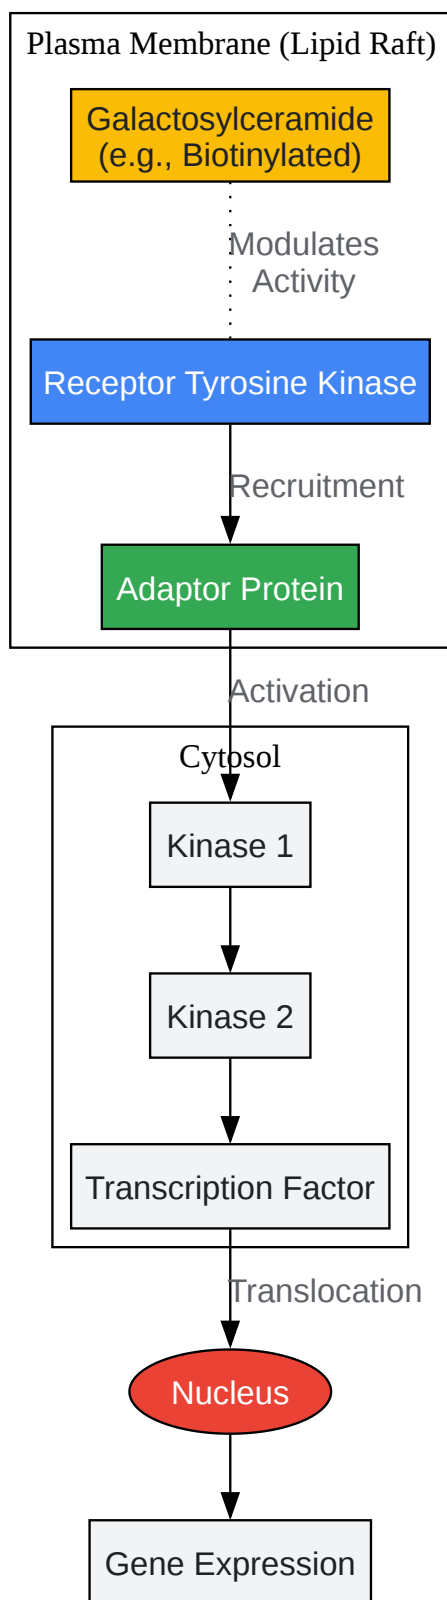 Plasma Membrane (Lipid Raft)
Galactosylceramide
(e.g., Biotinylated)
Modulates
Activity
Receptor Tyrosine Kinase
Recruitment
Adaptor Protein
Activation
Cytosol
Kinase 1
Kinase 2
Transcription Factor
Translocation
Nucleus
Gene Expression